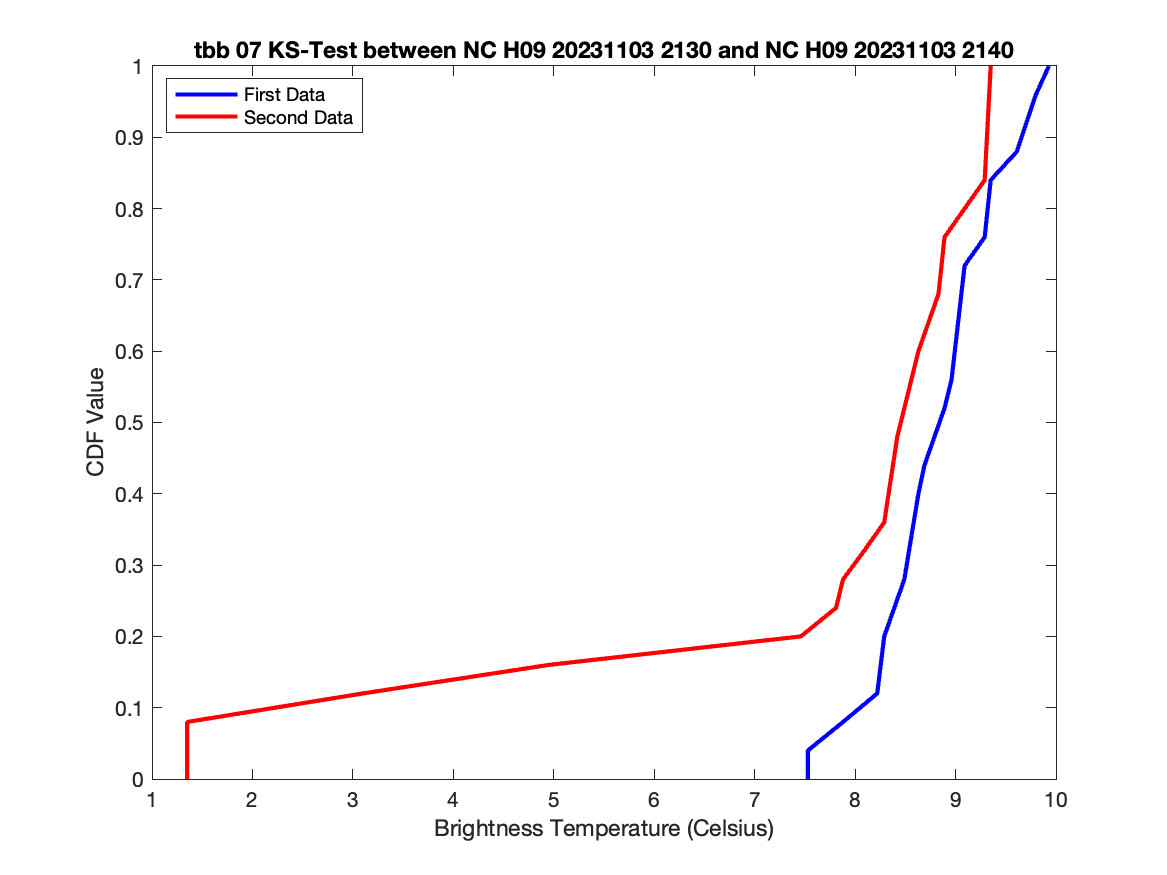 tbb 07 KS-Test between NC H09 20231103 2130 and NC H09 20231103 2140
First Data
Second Data
1
0.9
0.8
0.7
0.6
0.5
0.4
0.3
0.2
0.1
0
CDF Value
1 2 3 4 5 6 7 8 9 10
Brightness Temperature (Celsius)